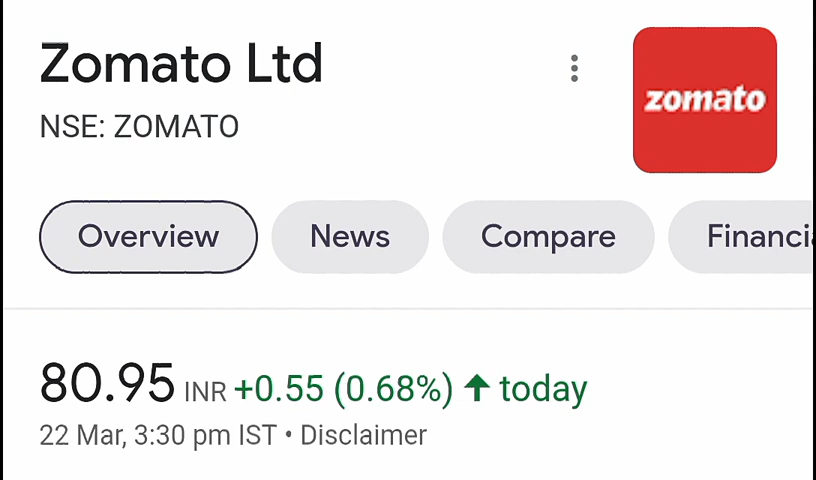 Zomato Ltd
zomato
NSE: ZOMATO
Overview News Compare Financia
80.95 INR +0.55 (0.68%) ↑ today
22 Mar, 3:30 pm IST • Disclaimer